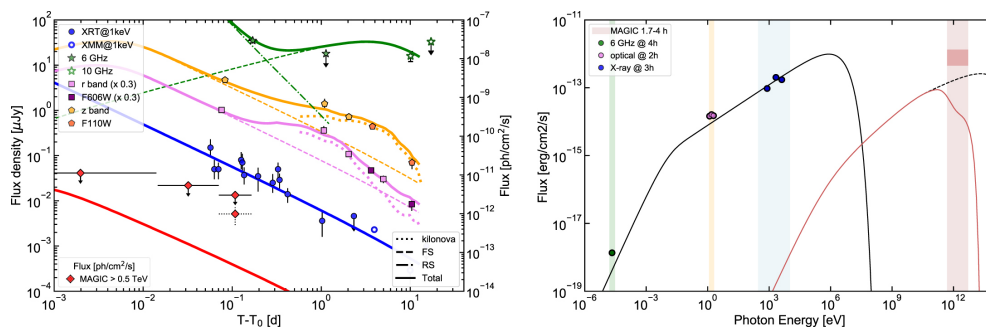 XRT@1keV
XMM@1keV
6 GHz
10 GHz
r band (x 0.3)
F606W (x 0.3)
z band
F110W
Flux [ph/cm²/s]
MAGIC > 0.5 TeV
kilonova
FS
RS
Total
Flux density [μJy]
10⁴
10³
10²
10¹
10⁰
10⁻¹
10⁻²
10⁻³
10⁻⁴
10⁻³
10⁻²
10⁻¹
10⁰
10¹
T-T₀ [d]
10⁻⁷
10⁻⁸
10⁻⁹
10⁻¹⁰
10⁻¹¹
10⁻¹²
10⁻¹³
10⁻¹⁴
Flux [ph/cm²/s]
MAGIC 1.7-4 h
6 GHz @ 4h
optical @ 2h
X-ray @ 3h
Flux [erg/cm2/s]
10⁻¹¹
10⁻¹³
10⁻¹⁵
10⁻¹⁷
10⁻¹⁹
10⁻⁶
10⁻³
10⁰
10³
10⁶
10⁹
10¹²
Photon Energy [eV]